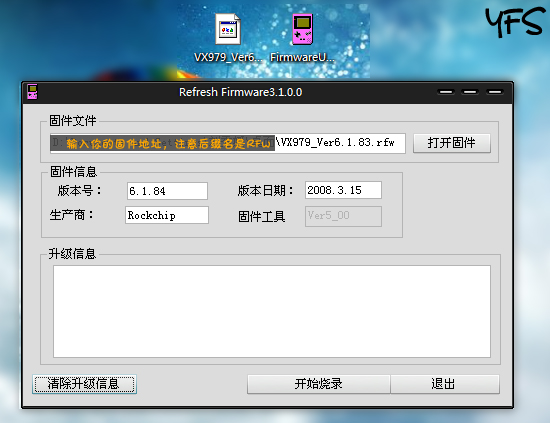 YFS
VX979_Ver6... FirmwareU...
Refresh Firmware3.1.0.0
固件文件
输入你的固件地址，注意后缀名是RFW \VX979_Ver6.1.83.rfw 打开固件
固件信息
版本号： 6.1.84 版本日期： 2008.3.15
生产商： Rockchip 固件工具 Ver5_00
升级信息
清除升级信息 开始烧录 退出